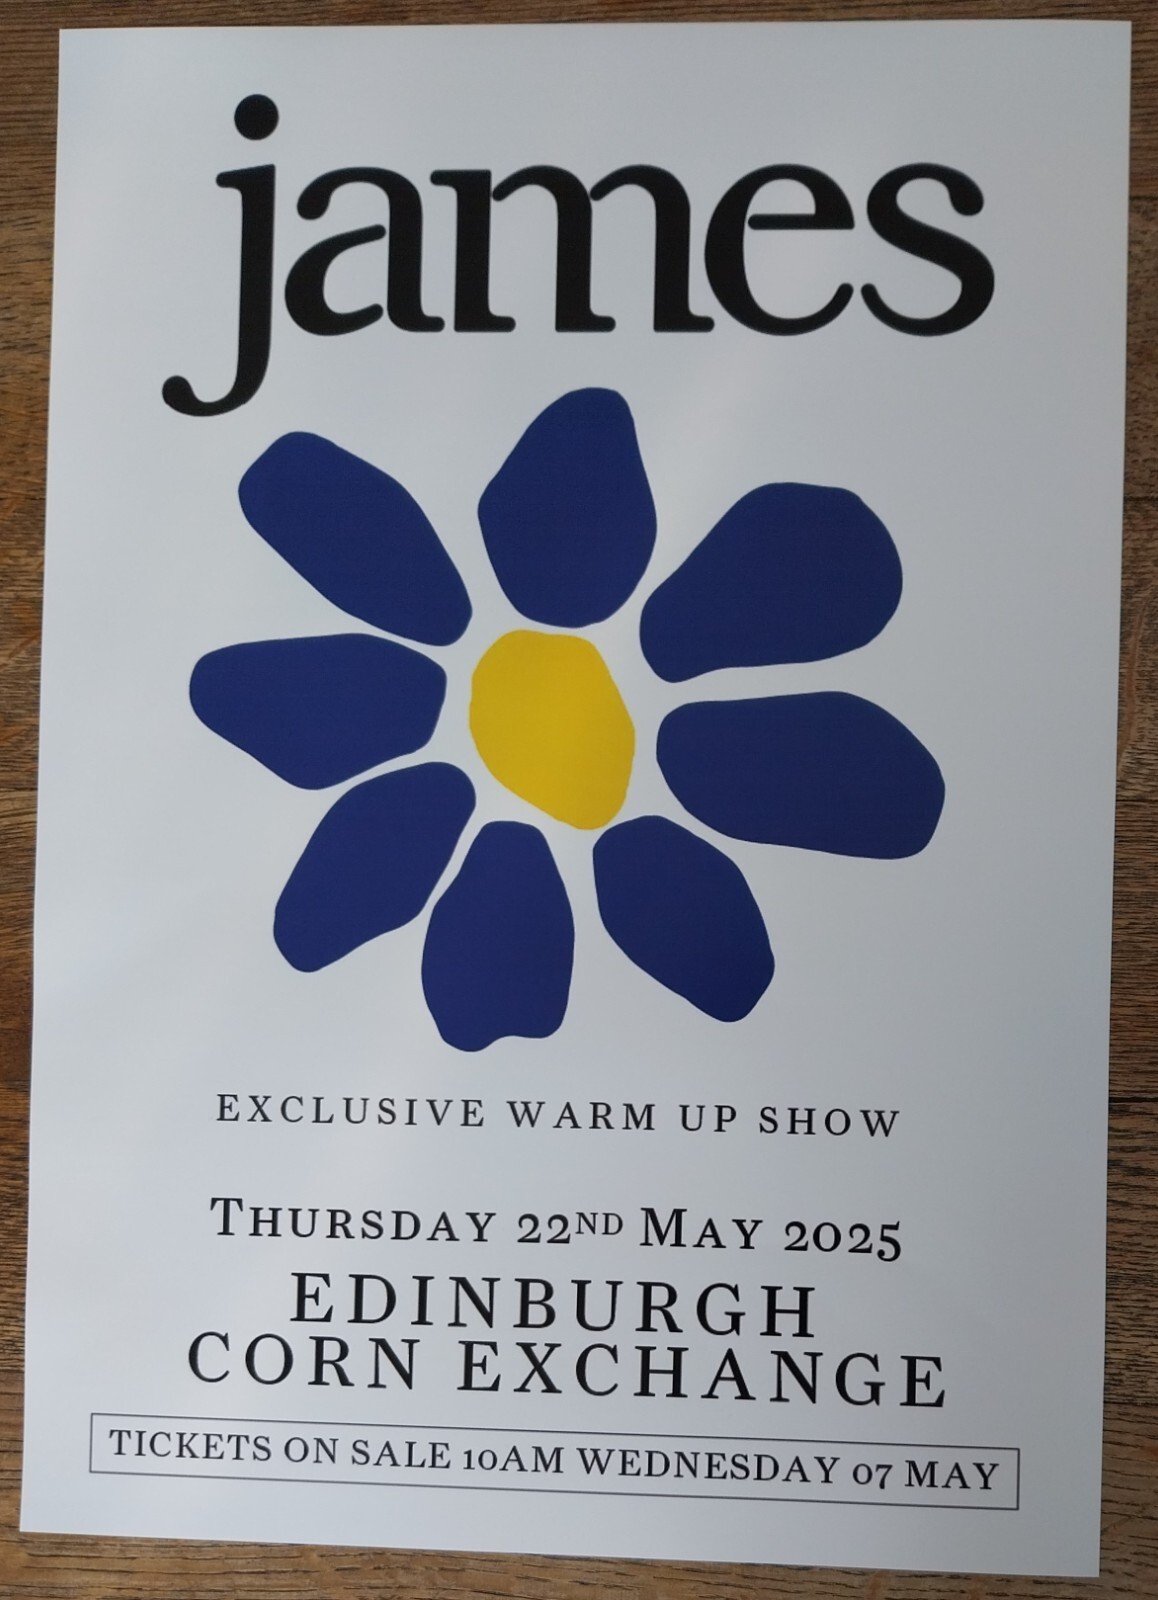 james
EXCLUSIVE WARM UP SHOW
THURSDAY 22ND MAY 2025
EDINBURGH
CORN EXCHANGE
TICKETS ON SALE 10AM WEDNESDAY 07 MAY